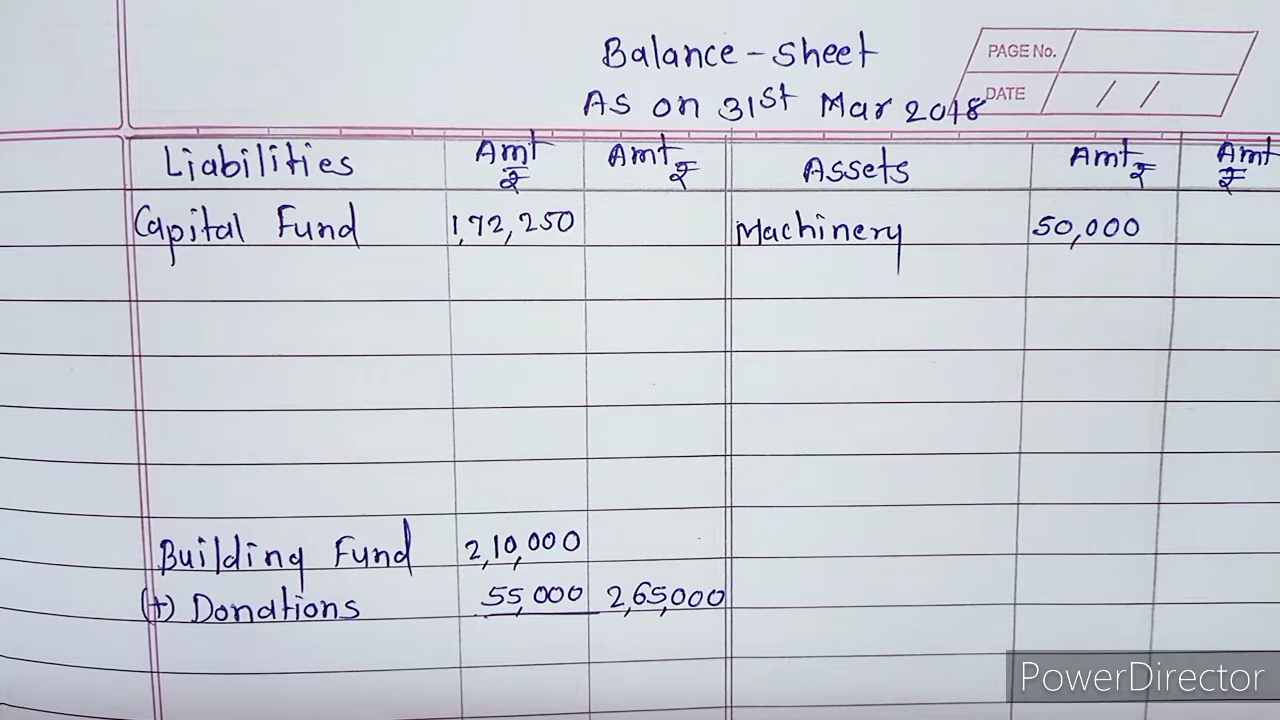 Balance-Sheet
PAGE No.
As on 31st Mar 2018
DATE / /
Liabilities Amt ₹ Amt ₹ Assets Amt ₹ Amt ₹
Capital Fund 1,72,250 Machinery 50,000
Building Fund 2,10,000
(+) Donations 55,000 2,65,000
PowerDirector